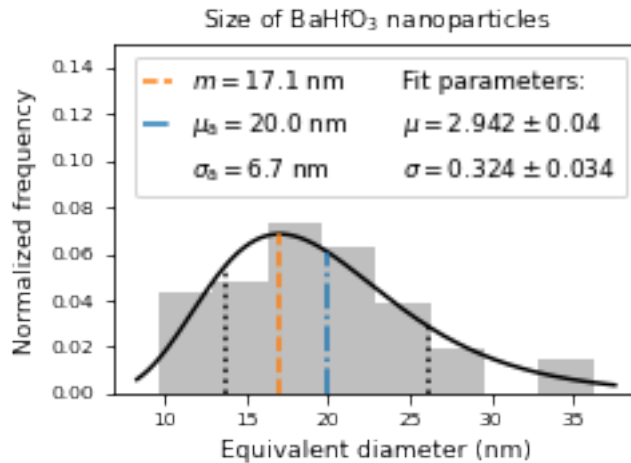 Size of BaHfO₃ nanoparticles
m = 17.1 nm Fit parameters:
μₐ = 20.0 nm μ = 2.942 ± 0.04
σₐ = 6.7 nm σ = 0.324 ± 0.034
Normalized frequency
0.14
0.12
0.10
0.08
0.06
0.04
0.02
0.00
10 15 20 25 30 35
Equivalent diameter (nm)